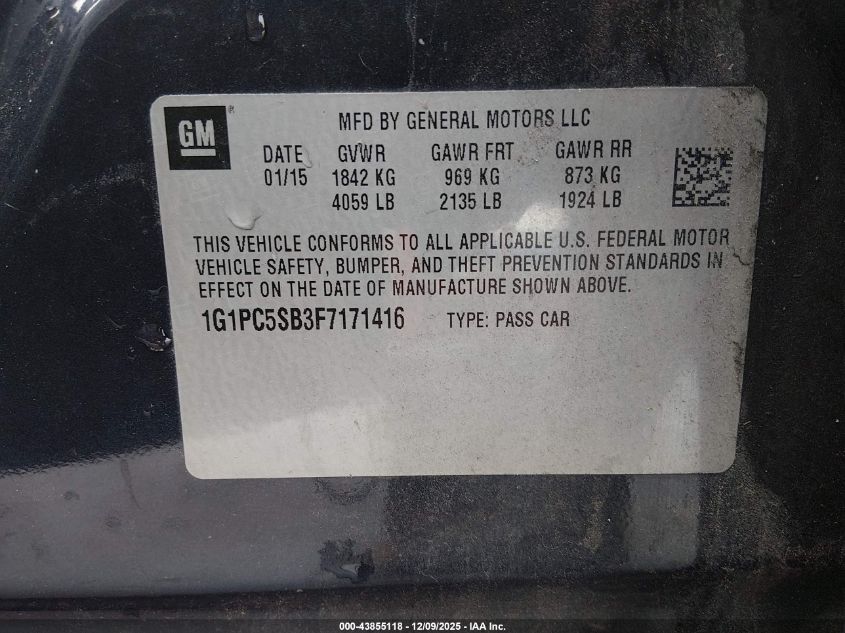 GM ®
MFD BY GENERAL MOTORS LLC
DATE GVWR GAWR FRT GAWR RR
01/15 1842 KG 969 KG 873 KG
4059 LB 2135 LB 1924 LB
THIS VEHICLE CONFORMS TO ALL APPLICABLE U.S. FEDERAL MOTOR
VEHICLE SAFETY, BUMPER, AND THEFT PREVENTION STANDARDS IN
EFFECT ON THE DATE OF MANUFACTURE SHOWN ABOVE.
1G1PC5SB3F7171416 TYPE: PASS CAR
000-43855118 - 12/09/2025 - IAA Inc.